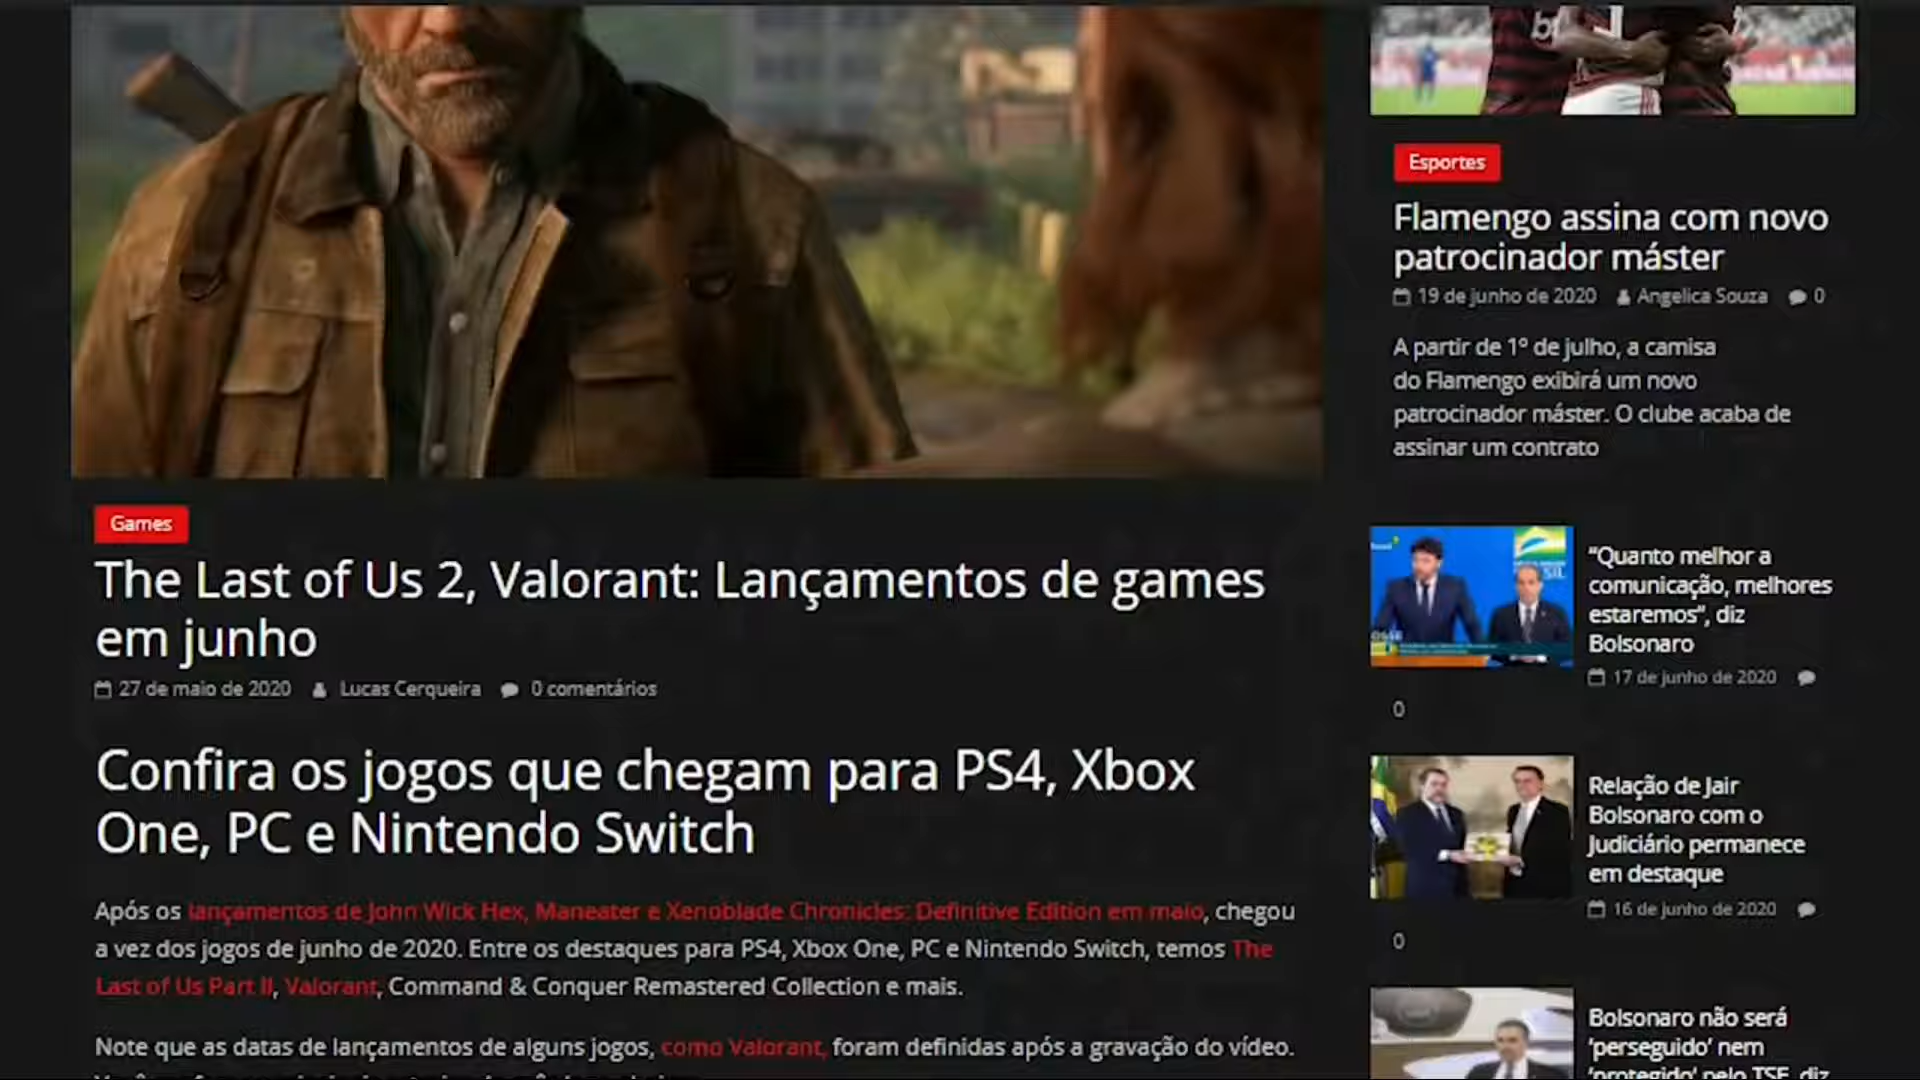 Games
The Last of Us 2, Valorant: Lançamentos de games
em junho
27 de maio de 2020 Lucas Cerqueira 0 comentários
Confira os jogos que chegam para PS4, Xbox
One, PC e Nintendo Switch
Após os lançamentos de John Wick Hex, Maneater e Xenoblade Chronicles: Definitive Edition em maio, chegou
a vez dos jogos de junho de 2020. Entre os destaques para PS4, Xbox One, PC e Nintendo Switch, temos The
Last of Us Part II, Valorant, Command & Conquer Remastered Collection e mais.
Note que as datas de lançamentos de alguns jogos, como Valorant, foram definidas após a gravação do vídeo.
Esportes
Flamengo assina com novo
patrocinador máster
19 de junho de 2020 Angelica Souza 0
A partir de 1º de julho, a camisa
do Flamengo exibirá um novo
patrocinador máster. O clube acaba de
assinar um contrato
“Quanto melhor a
comunicação, melhores
estaremos”, diz
Bolsonaro
17 de junho de 2020
0
Relação de Jair
Bolsonaro com o
Judiciário permanece
em destaque
16 de junho de 2020
0
Bolsonaro não será
‘perseguido’ nem
‘protegido’ pelo TSE, diz